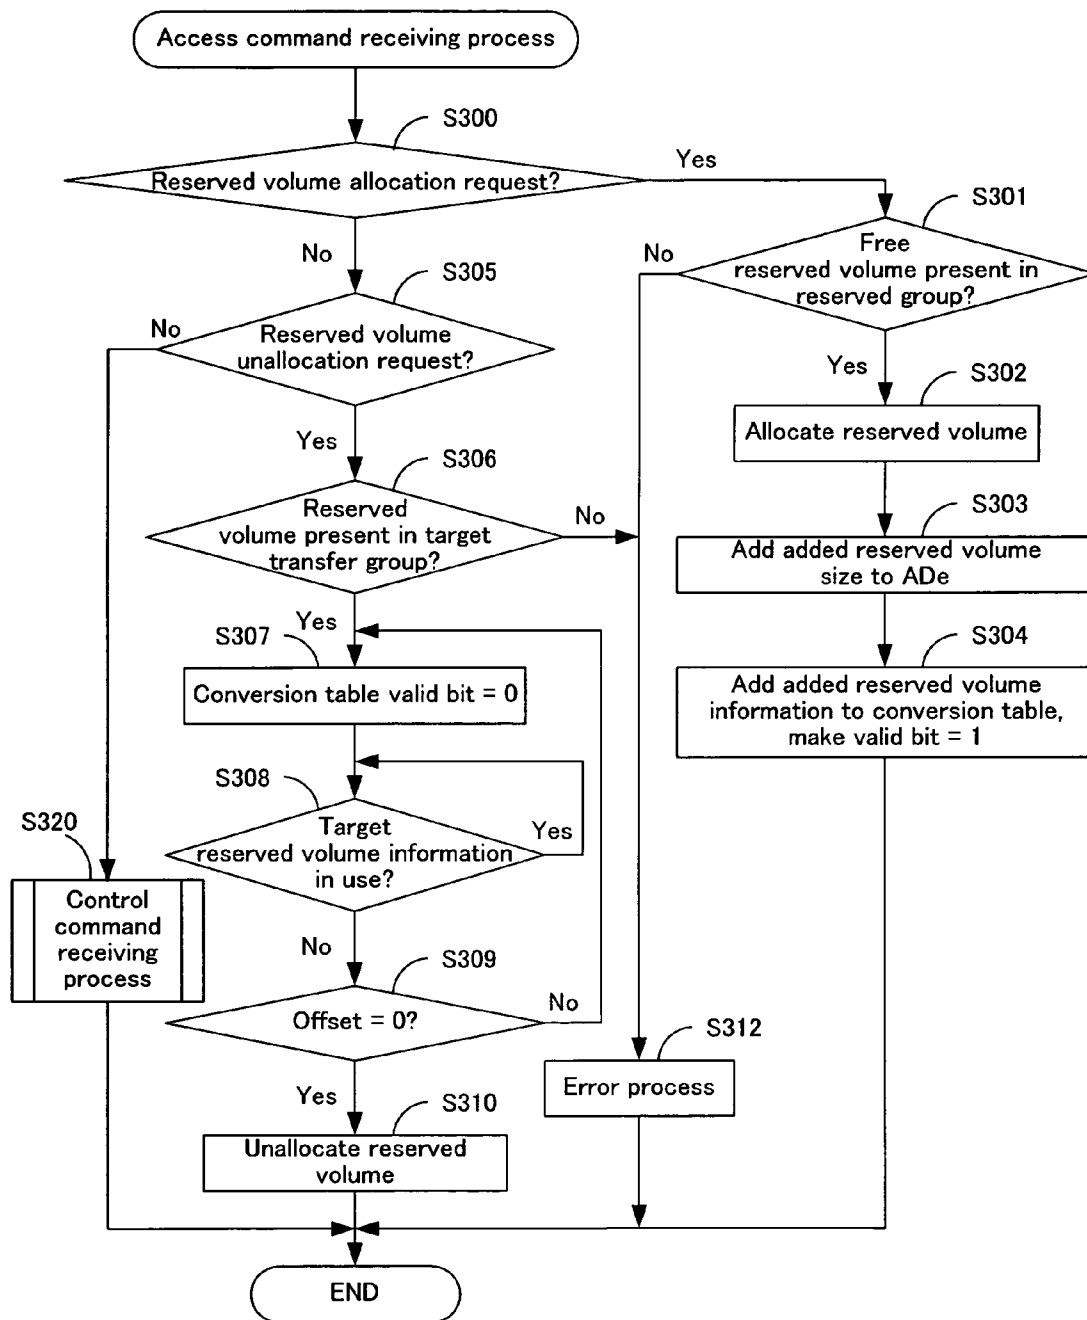 Access command receiving process
S300
Reserved volume allocation request?
Yes
No
S301
Free
reserved volume present in
reserved group?
No
Yes
S305
Reserved volume
unallocation request?
No
Yes
S302
Allocate reserved volume
S306
Reserved
volume present in target
transfer group?
No
Yes
S303
Add added reserved volume
size to ADe
S307
Conversion table valid bit = 0
S304
Add added reserved volume
information to conversion table,
make valid bit = 1
S308
Target
reserved volume information
in use?
Yes
No
S320
Control
command
receiving
process
S309
Offset = 0?
No
Yes
S312
Error process
S310
Unallocate reserved
volume
END